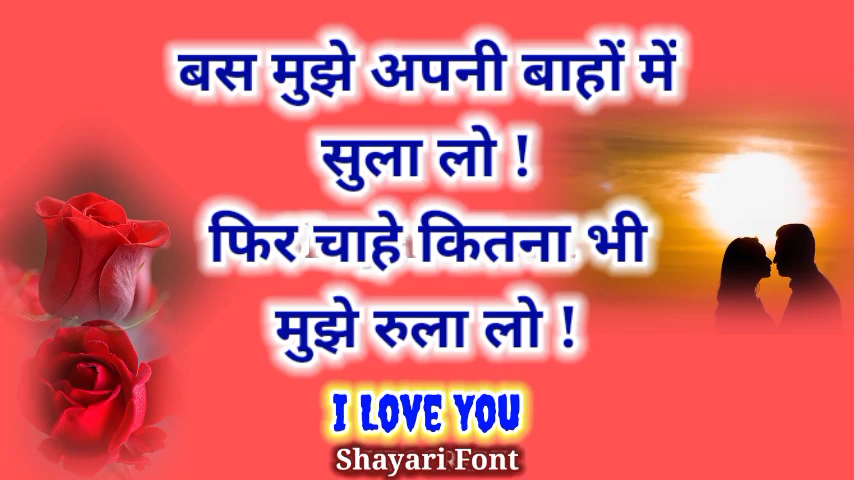 बस मुझे अपनी बाहों में
सुला लो !
फिर चाहे कितना भी
मुझे रुला लो !
I LOVE YOU
Shayari Font